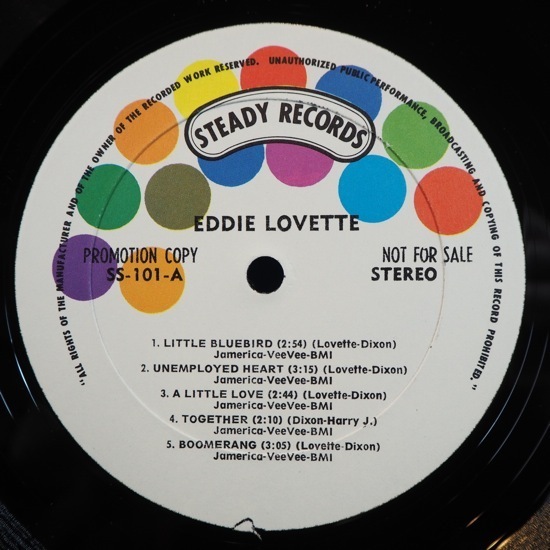 "ALL RIGHTS OF THE MANUFACTURER AND OF THE OWNER OF THE RECORDED WORK RESERVED. UNAUTHORIZED PUBLIC PERFORMANCE, BROADCASTING AND COPYING OF THIS RECORD PROHIBITED."
STEADY RECORDS
EDDIE LOVETTE
PROMOTION COPY NOT FOR SALE
SS-101-A STEREO
1. LITTLE BLUEBIRD (2:54) (Lovette-Dixon)
Jamerica-VeeVee-BMI
2. UNEMPLOYED HEART (3:15) (Lovette-Dixon)
Jamerica-VeeVee-BMI
3. A LITTLE LOVE (2:44) (Lovette-Dixon)
Jamerica-VeeVee-BMI
4. TOGETHER (2:10) (Dixon-Harry J.)
Jamerica-VeeVee-BMI
5. BOOMERANG (3:05) (Lovette-Dixon)
Jamerica-VeeVee-BMI